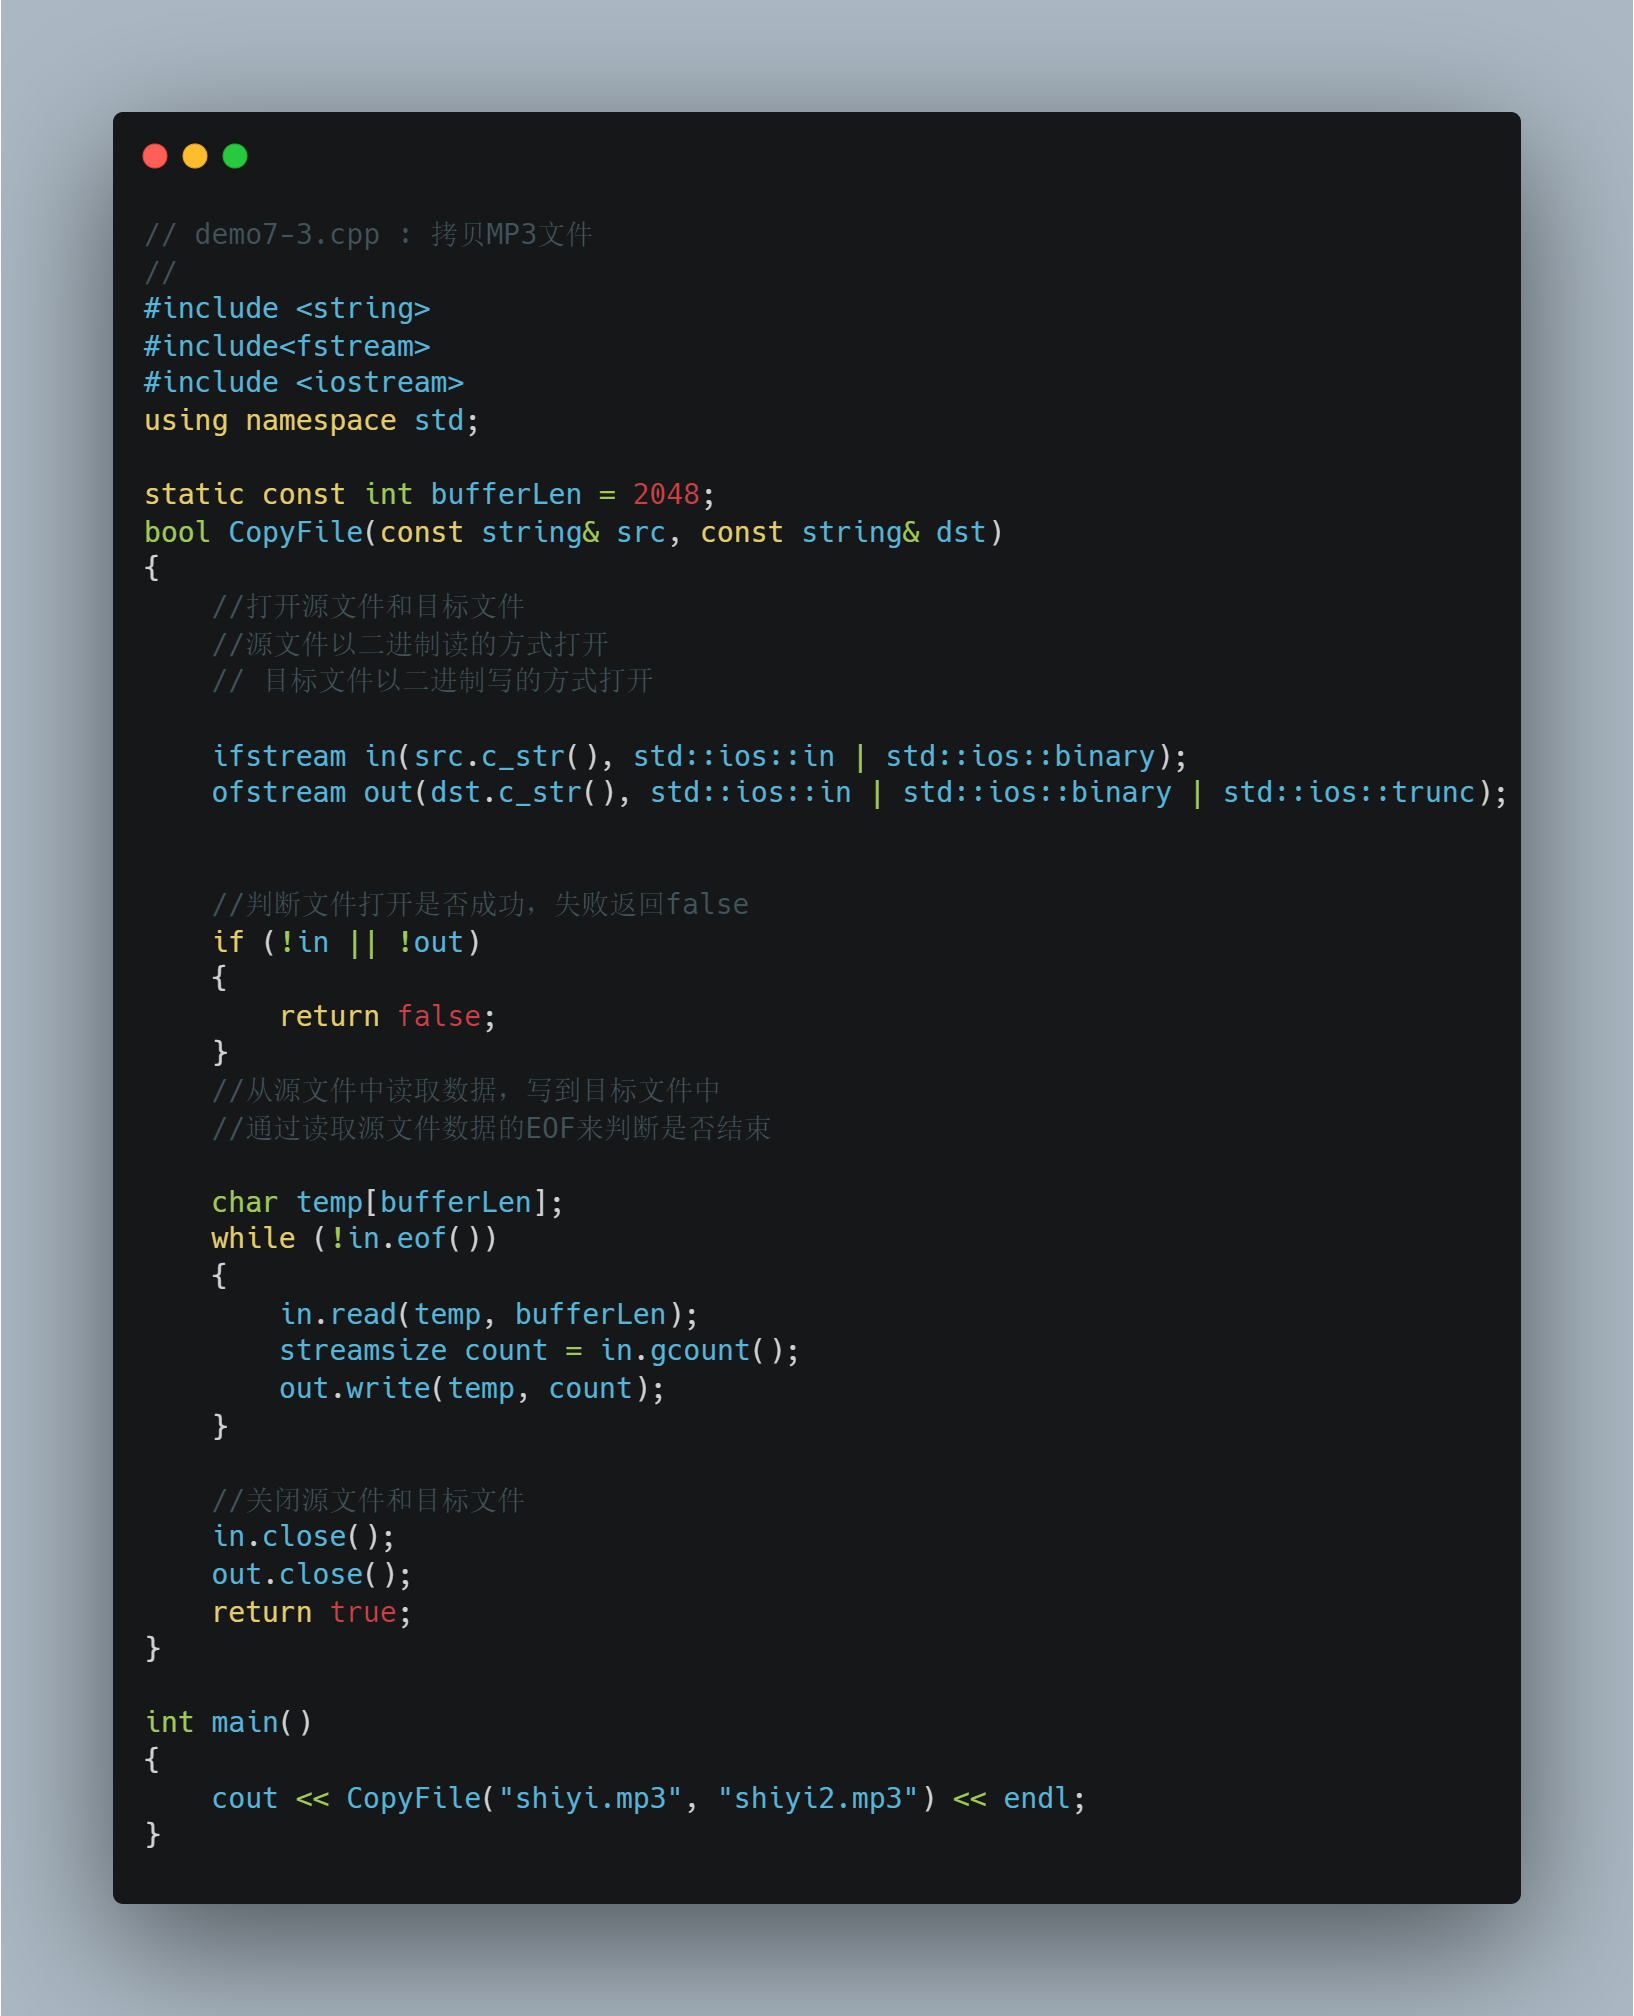 // demo7-3.cpp : 拷贝MP3文件
//
#include <string>
#include<fstream>
#include <iostream>
using namespace std;
static const int bufferLen = 2048;
bool CopyFile(const string& src, const string& dst)
{
    //打开源文件和目标文件
    //源文件以二进制读的方式打开
    // 目标文件以二进制写的方式打开
    ifstream in(src.c_str(), std::ios::in | std::ios::binary);
    ofstream out(dst.c_str(), std::ios::in | std::ios::binary | std::ios::trunc);
    //判断文件打开是否成功，失败返回false
    if (!in || !out)
    {
        return false;
    }
    //从源文件中读取数据，写到目标文件中
    //通过读取源文件数据的EOF来判断是否结束
    char temp[bufferLen];
    while (!in.eof())
    {
        in.read(temp, bufferLen);
        streamsize count = in.gcount();
        out.write(temp, count);
    }
    //关闭源文件和目标文件
    in.close();
    out.close();
    return true;
}
int main()
{
    cout << CopyFile("shiyi.mp3", "shiyi2.mp3") << endl;
}